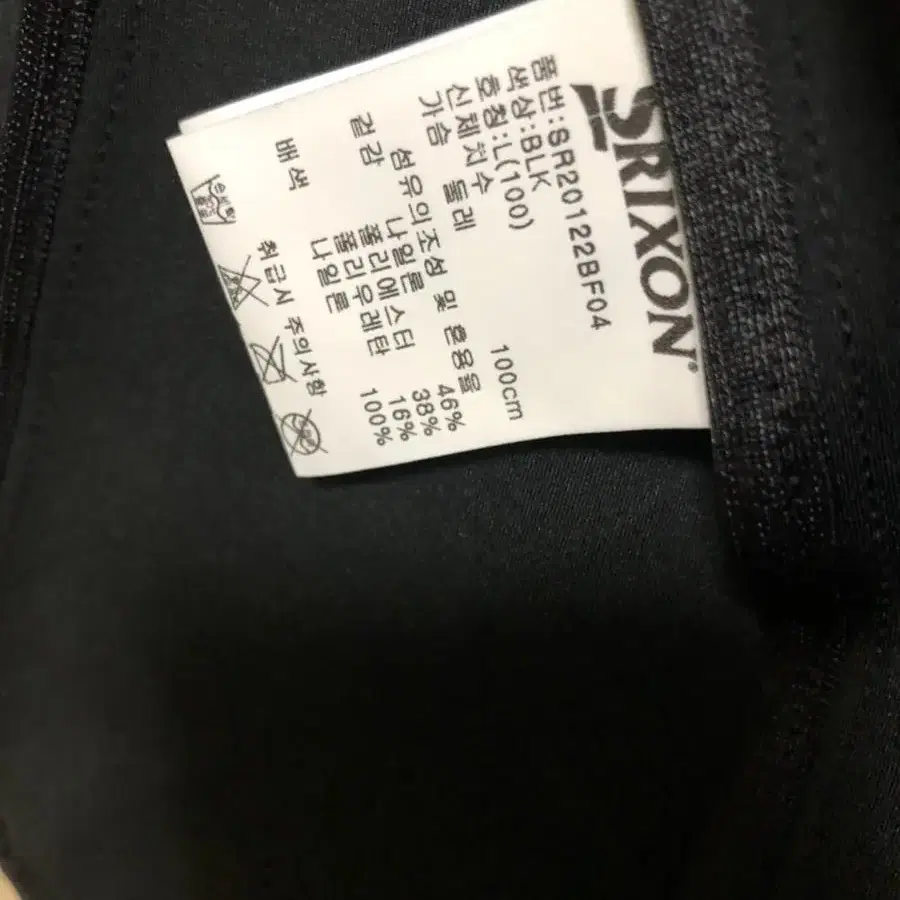 SRIXON
품번:SR20122BF04
색상:BLK
호칭:L(100)
신체치수
가슴 둘레 100cm
섬유의조성 및 혼용율
겉감 나일론 46%
폴리에스터 38%
폴리우레탄 16%
배색 나일론 100%
취급시 주의사항